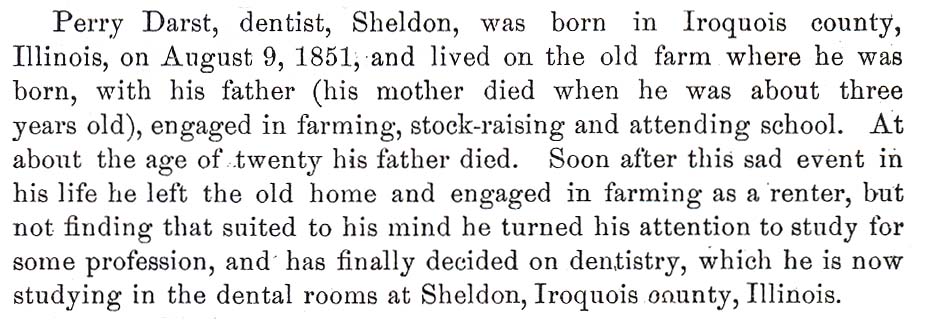 Perry Darst, dentist, Sheldon, was born in Iroquois county,
Illinois, on August 9, 1851, and lived on the old farm where he was
born, with his father (his mother died when he was about three
years old), engaged in farming, stock-raising and attending school. At
about the age of twenty his father died. Soon after this sad event in
his life he left the old home and engaged in farming as a renter, but
not finding that suited to his mind he turned his attention to study for
some profession, and has finally decided on dentistry, which he is now
studying in the dental rooms at Sheldon, Iroquois county, Illinois.